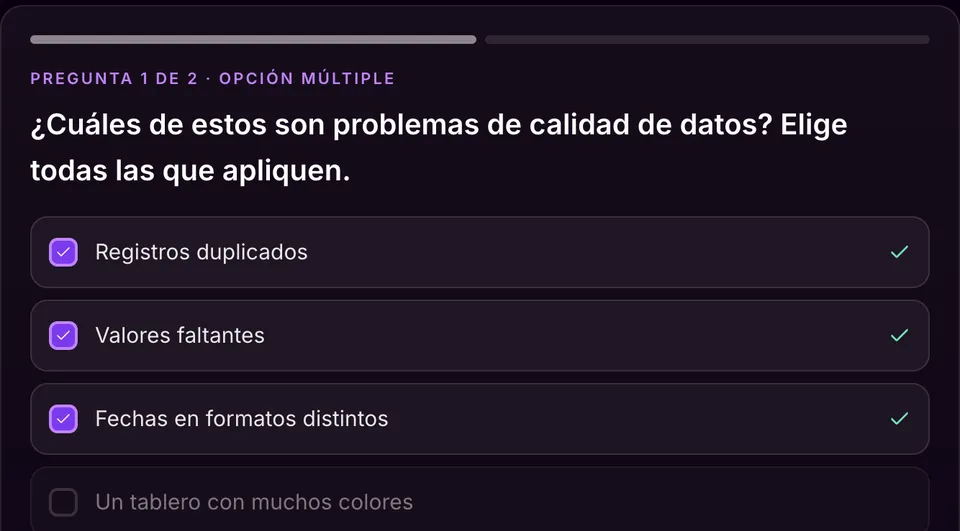 PREGUNTA 1 DE 2 · OPCIÓN MÚLTIPLE
¿Cuáles de estos son problemas de calidad de datos? Elige
todas las que apliquen.
Registros duplicados
Valores faltantes
Fechas en formatos distintos
Un tablero con muchos colores